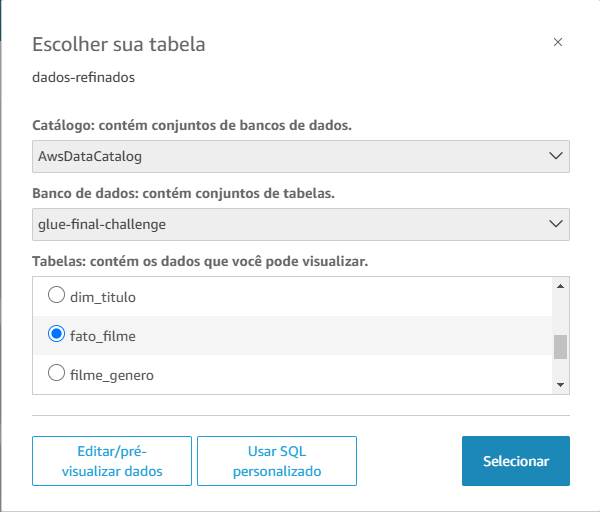 Escolher sua tabela
dados-refinados
Catálogo: contém conjuntos de bancos de dados.
AwsDataCatalog
Banco de dados: contém conjuntos de tabelas.
glue-final-challenge
Tabelas: contém os dados que você pode visualizar.
dim_titulo
fato_filme
filme_genero
Editar/pré-
visualizar dados
Usar SQL
personalizado
Selecionar